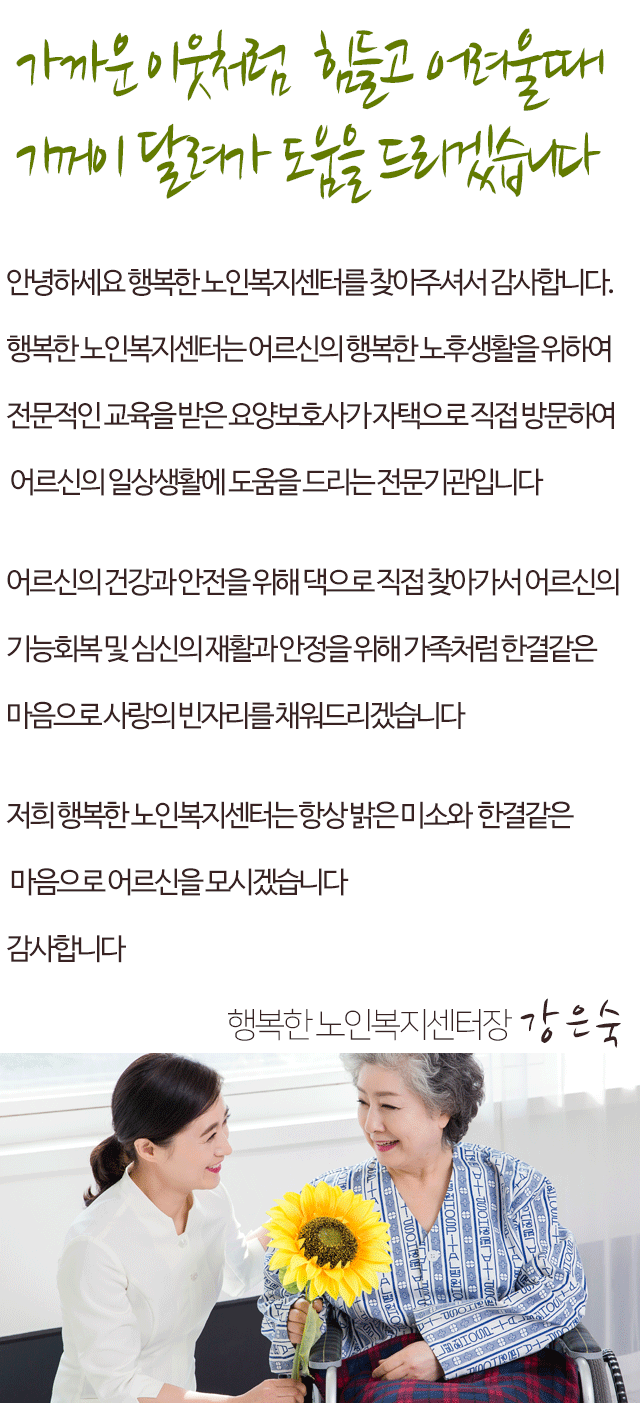 가까운 이웃처럼 힘들고 어려울때
가께이 달려가 도움을 드리겠습니다
안녕하세요 행복한 노인복지센터를 찾아주셔서 감사합니다.
행복한 노인복지센터는 어르신의 행복한 노후생활을 위하여
전문적인 교육을 받은 요양보호사가 자택으로 직접 방문하여
어르신의 일상생활에 도움을 드리는 전문기관입니다
어르신의 건강과 안전을 위해 댁으로 직접 찾아가서 어르신의
기능회복 및 심신의 재활과 안정을 위해 가족처럼 한결같은
마음으로 사랑의 빈자리를 채워드리겠습니다
저희 행복한 노인복지센터는 항상 밝은 미소와 한결같은
마음으로 어르신을 모시겠습니다
감사합니다
행복한 노인복지센터장 강은숙